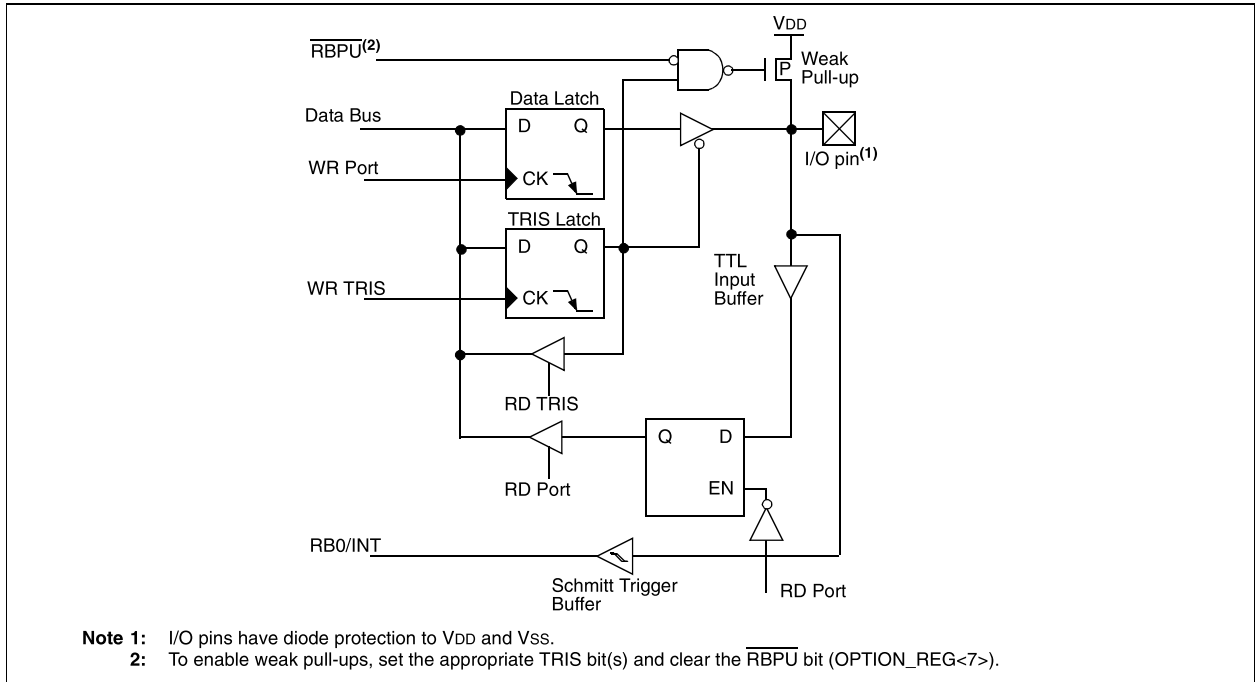 VDD
RBPU(2)
P
Weak
Pull-up
Data Latch
Data Bus
D Q
I/O pin(1)
WR Port
CK
TRIS Latch
D Q
TTL
Input
Buffer
WR TRIS
CK
RD TRIS
Q D
RD Port
EN
RB0/INT
Schmitt Trigger
Buffer
RD Port
Note 1: I/O pins have diode protection to VDD and VSS.
2: To enable weak pull-ups, set the appropriate TRIS bit(s) and clear the RBPU bit (OPTION_REG<7>).